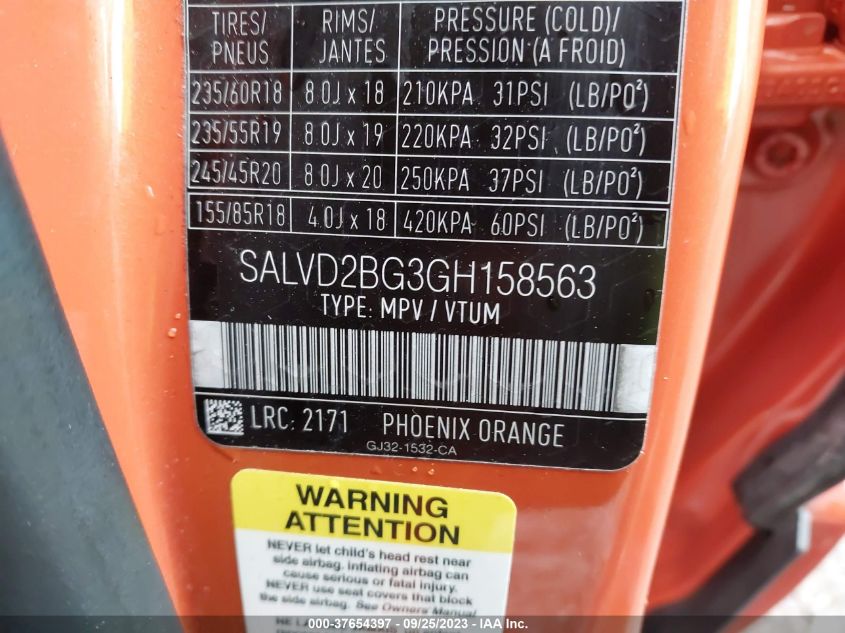 TIRES/ RIMS/ PRESSURE (COLD)/
PNEUS JANTES PRESSION (A FROID)
235/60R18 8.0J x 18 210KPA 31PSI (LB/PO²)
235/55R19 8.0J x 19 220KPA 32PSI (LB/PO²)
245/45R20 8.0J x 20 250KPA 37PSI (LB/PO²)
155/85R18 4.0J x 18 420KPA 60PSI (LB/PO²)
SALVD2BG3GH158563
TYPE: MPV / VTUM
LRC: 2171 PHOENIX ORANGE
GJ32-1532-CA
WARNING
ATTENTION
NEVER let child's head rest near
side airbag, inflating airbag can
cause serious or fatal injury.
NEVER use seat covers that block
the side airbag. See Owners Manual.
000-37654397 - 09/25/2023 - IAAI.com